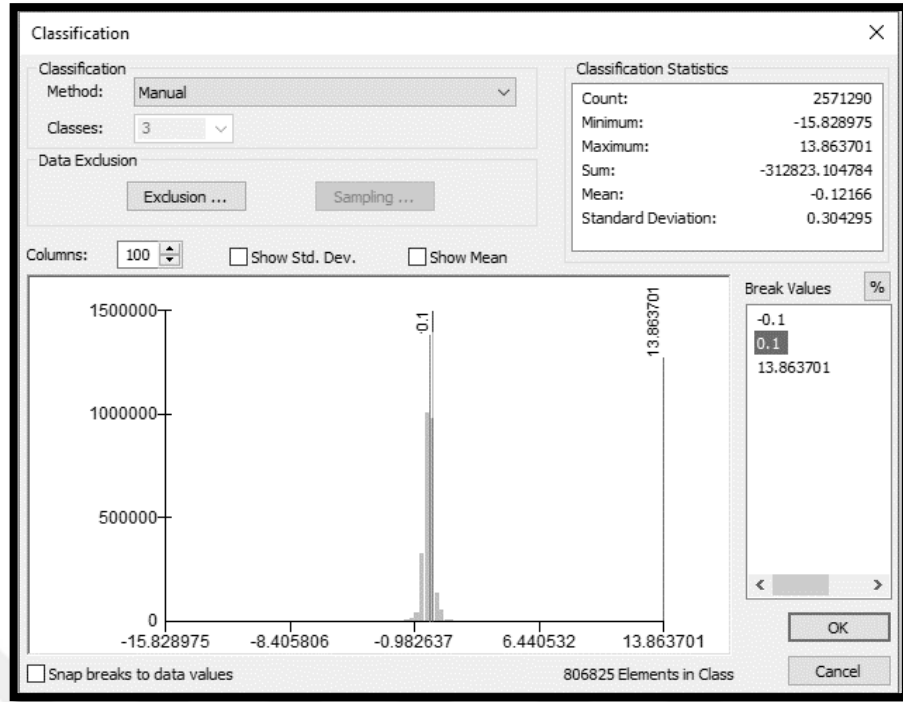 Classification
Classification
Method: Manual
Classes: 3
Data Exclusion
Exclusion ...
Sampling ...
Classification Statistics
Count: 2571290
Minimum: -15.828975
Maximum: 13.863701
Sum: -312823.104784
Mean: -0.12166
Standard Deviation: 0.304295
Columns: 100
Show Std. Dev.
Show Mean
Break Values %
-0.1
0.1
13.863701
1500000
1000000
500000
0
-0.1
13.863701
-15.828975 -8.405806 -0.982637 6.440532 13.863701
OK
Snap breaks to data values
806825 Elements in Class
Cancel